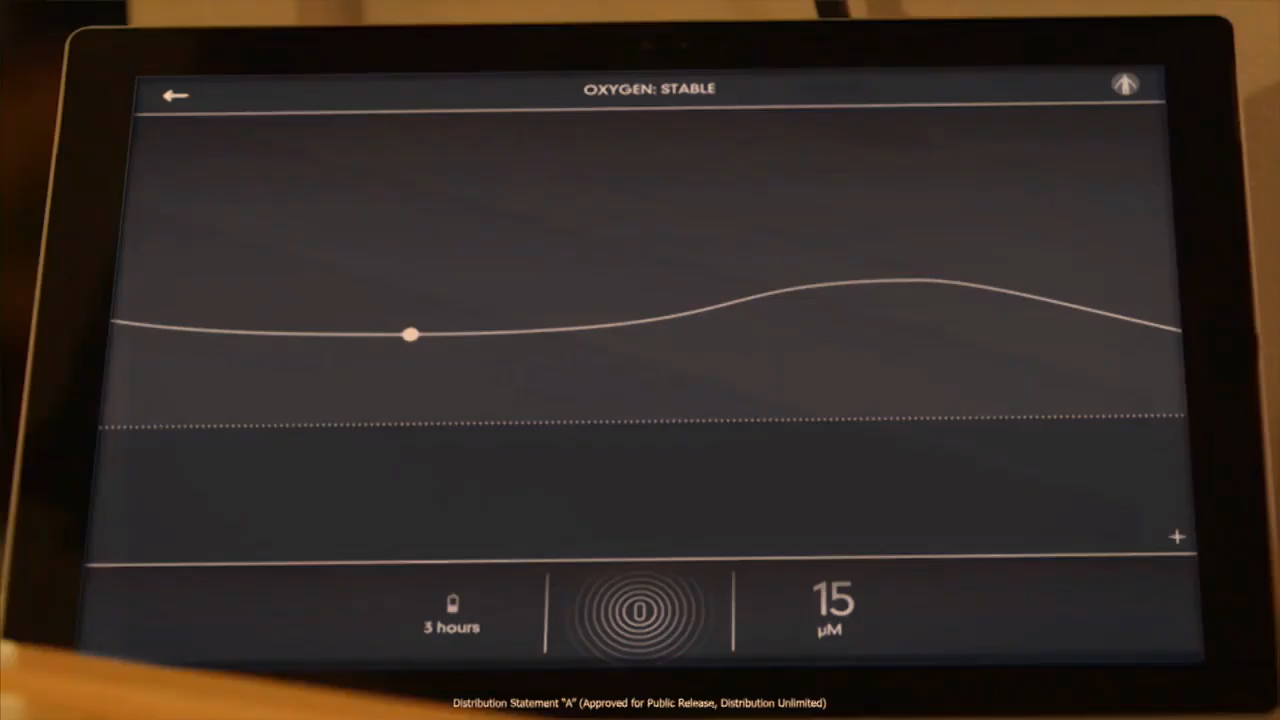 OXYGEN: STABLE
3 hours
0
15
µM
Distribution Statement "A" (Approved for Public Release, Distribution Unlimited)